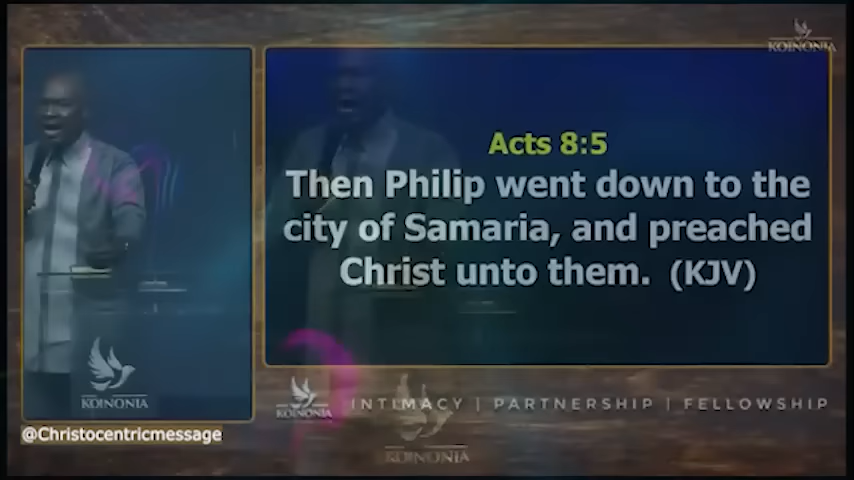 KOINONIA
Acts 8:5
Then Philip went down to the
city of Samaria, and preached
Christ unto them. (KJV)
KOINONIA
KOINONIA
INTIMACY | PARTNERSHIP | FELLOWSHIP
@Christocentricmessage
KOINONIA